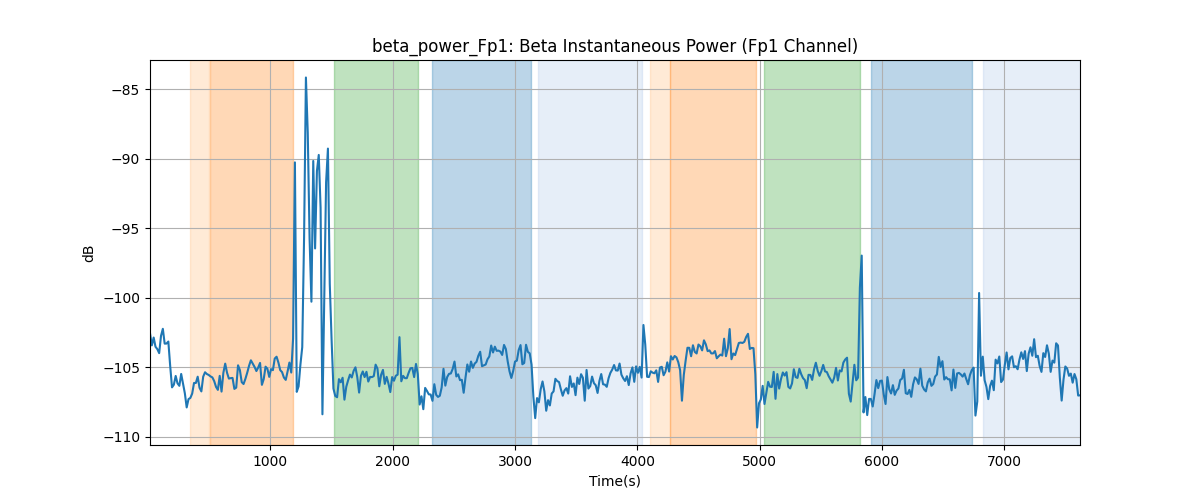 beta_power_Fp1: Beta Instantaneous Power (Fp1 Channel)
dB
−85
−90
−95
−100
−105
−110
1000 2000 3000 4000 5000 6000 7000
Time(s)